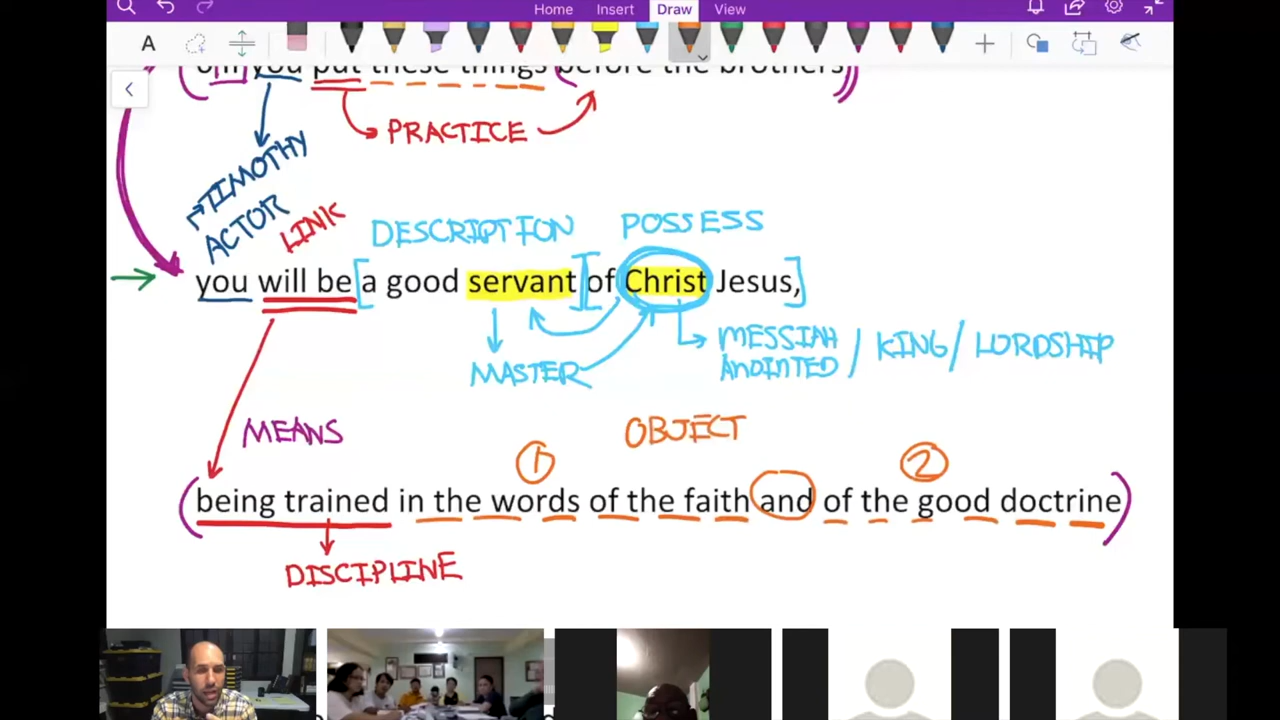 Home Insert Draw View
A
you put these things before the brothers
PRACTICE
TIMOTHY
ACTOR
LINK
DESCRIPTION POSSESS
you will be [a good servant] [of Christ Jesus,]
MASTER
MESSIAH
ANOINTED / KING / LORDSHIP
MEANS OBJECT
1 2
(being trained in the words of the faith and of the good doctrine)
DISCIPLINE